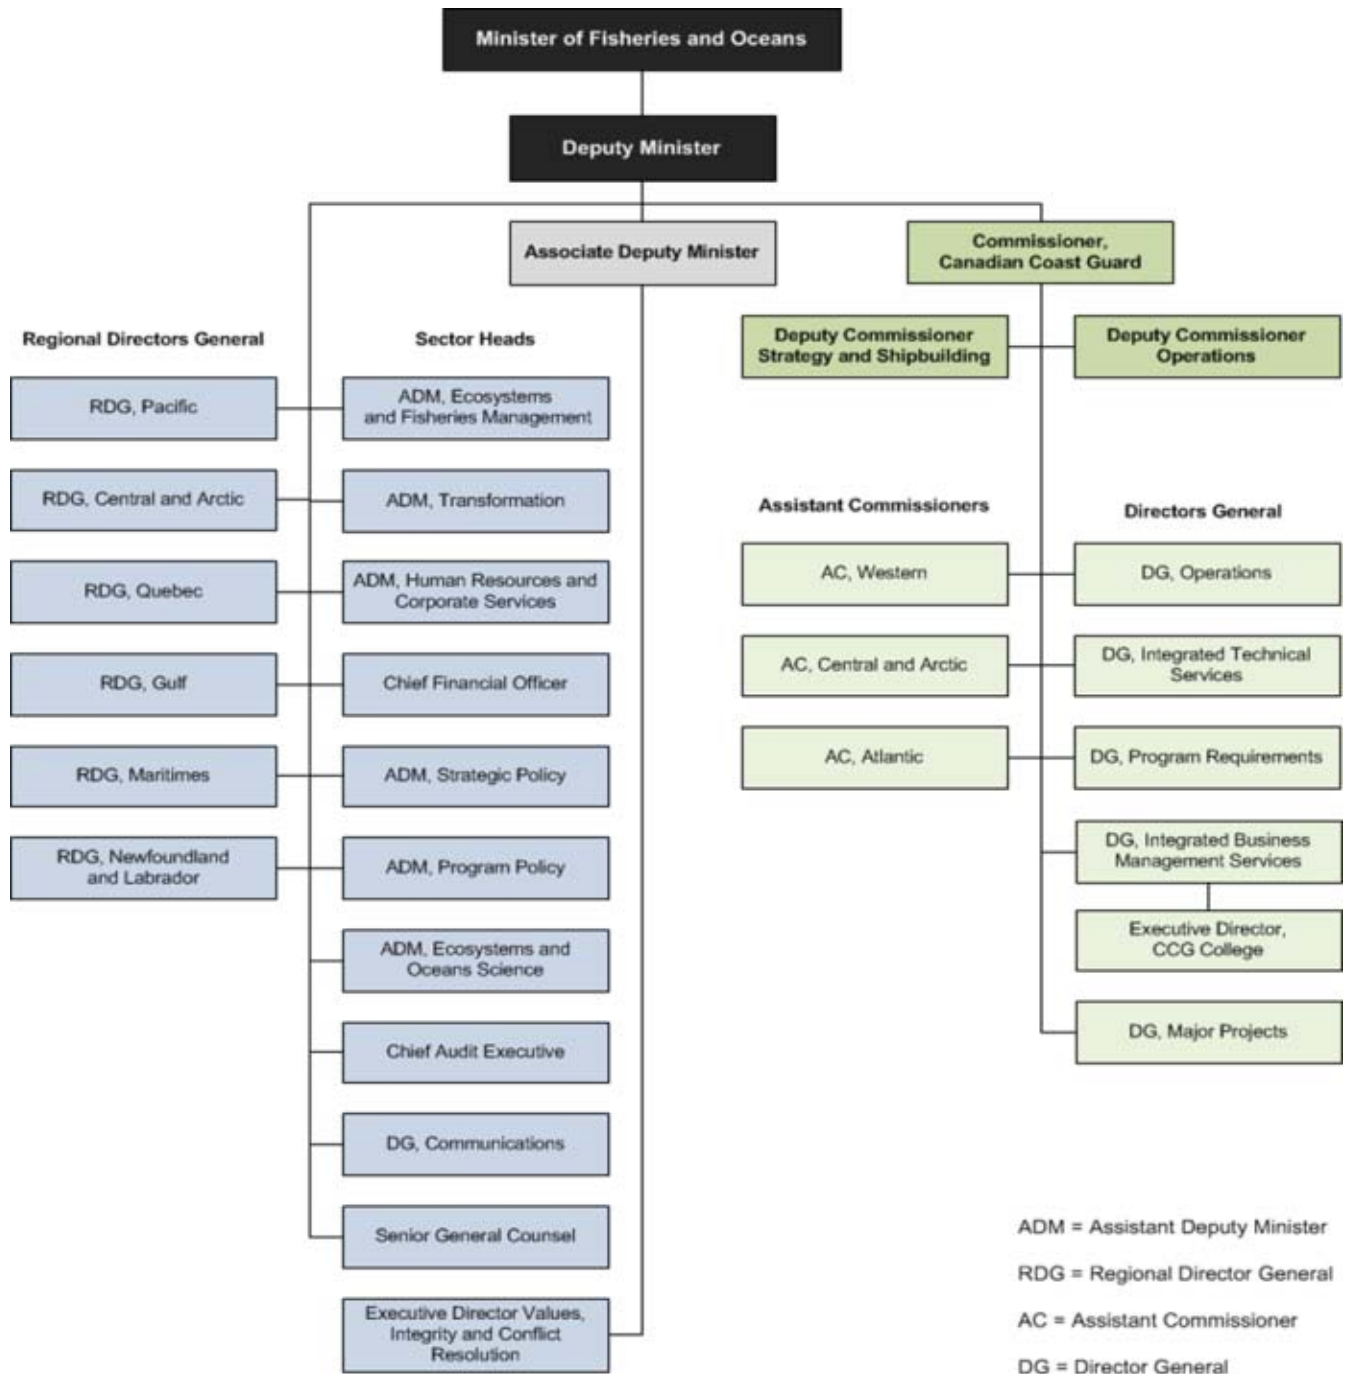 Minister of Fisheries and Oceans
Deputy Minister
Associate Deputy Minister
Commissioner,
Canadian Coast Guard
Regional Directors General
Sector Heads
Deputy Commissioner
Strategy and Shipbuilding
Deputy Commissioner
Operations
RDG, Pacific
ADM, Ecosystems
and Fisheries Management
RDG, Central and Arctic
ADM, Transformation
RDG, Quebec
ADM, Human Resources and
Corporate Services
RDG, Gulf
Chief Financial Officer
RDG, Maritimes
ADM, Strategic Policy
RDG, Newfoundland
and Labrador
ADM, Program Policy
ADM, Ecosystems and
Oceans Science
Chief Audit Executive
DG, Communications
Senior General Counsel
Executive Director Values,
Integrity and Conflict
Resolution
Assistant Commissioners
Directors General
AC, Western
DG, Operations
AC, Central and Arctic
DG, Integrated Technical
Services
AC, Atlantic
DG, Program Requirements
DG, Integrated Business
Management Services
Executive Director,
CCG College
DG, Major Projects
ADM = Assistant Deputy Minister
RDG = Regional Director General
AC = Assistant Commissioner
DG = Director General